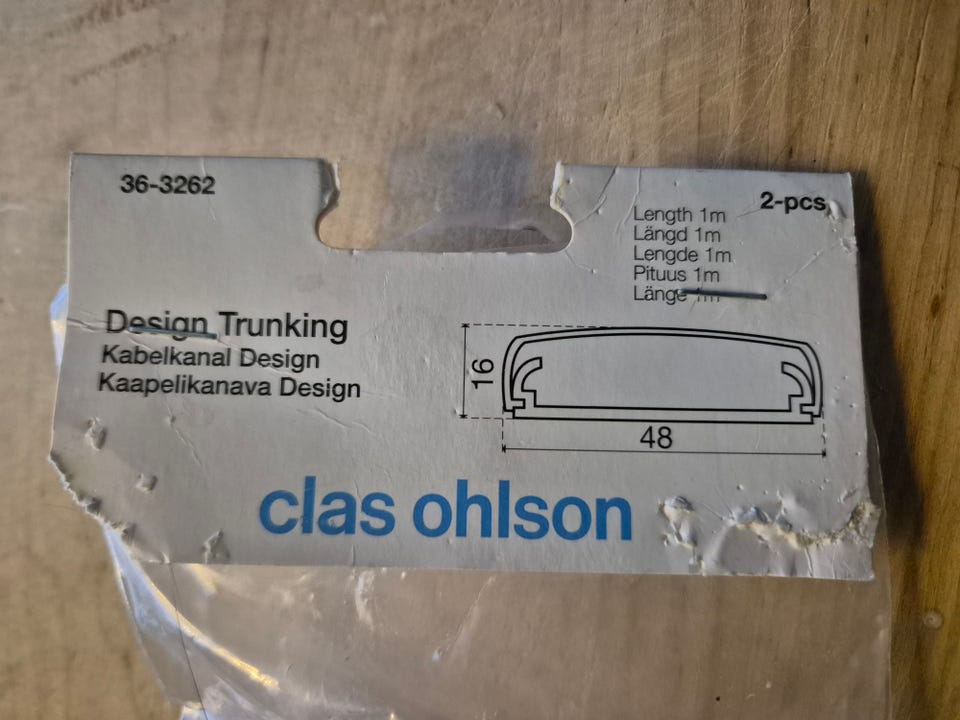 36-3262
2-pcs
Length 1m
Längd 1m
Lengde 1m
Pituus 1m
Länge 1m
Design Trunking
Kabelkanal Design
Kaapelikanava Design
16
48
clas ohlson